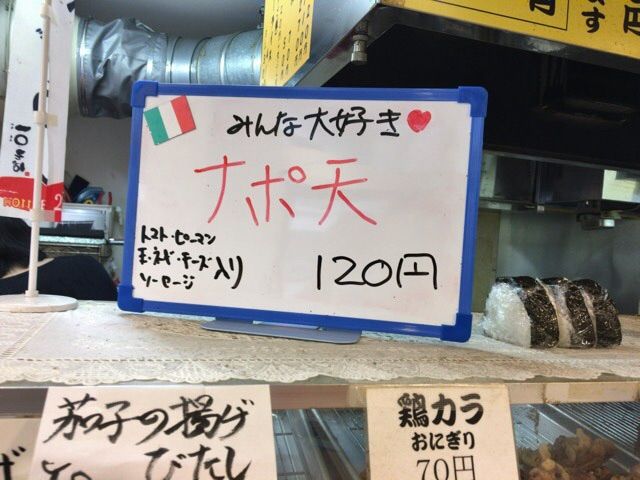 みんな大好き♥
ナポ天
トマト・ピーマン
玉ネギ・チーズ入り
ソーセージ
120円
茄子の揚げ
びたし
鶏カラ
おにぎり
70円